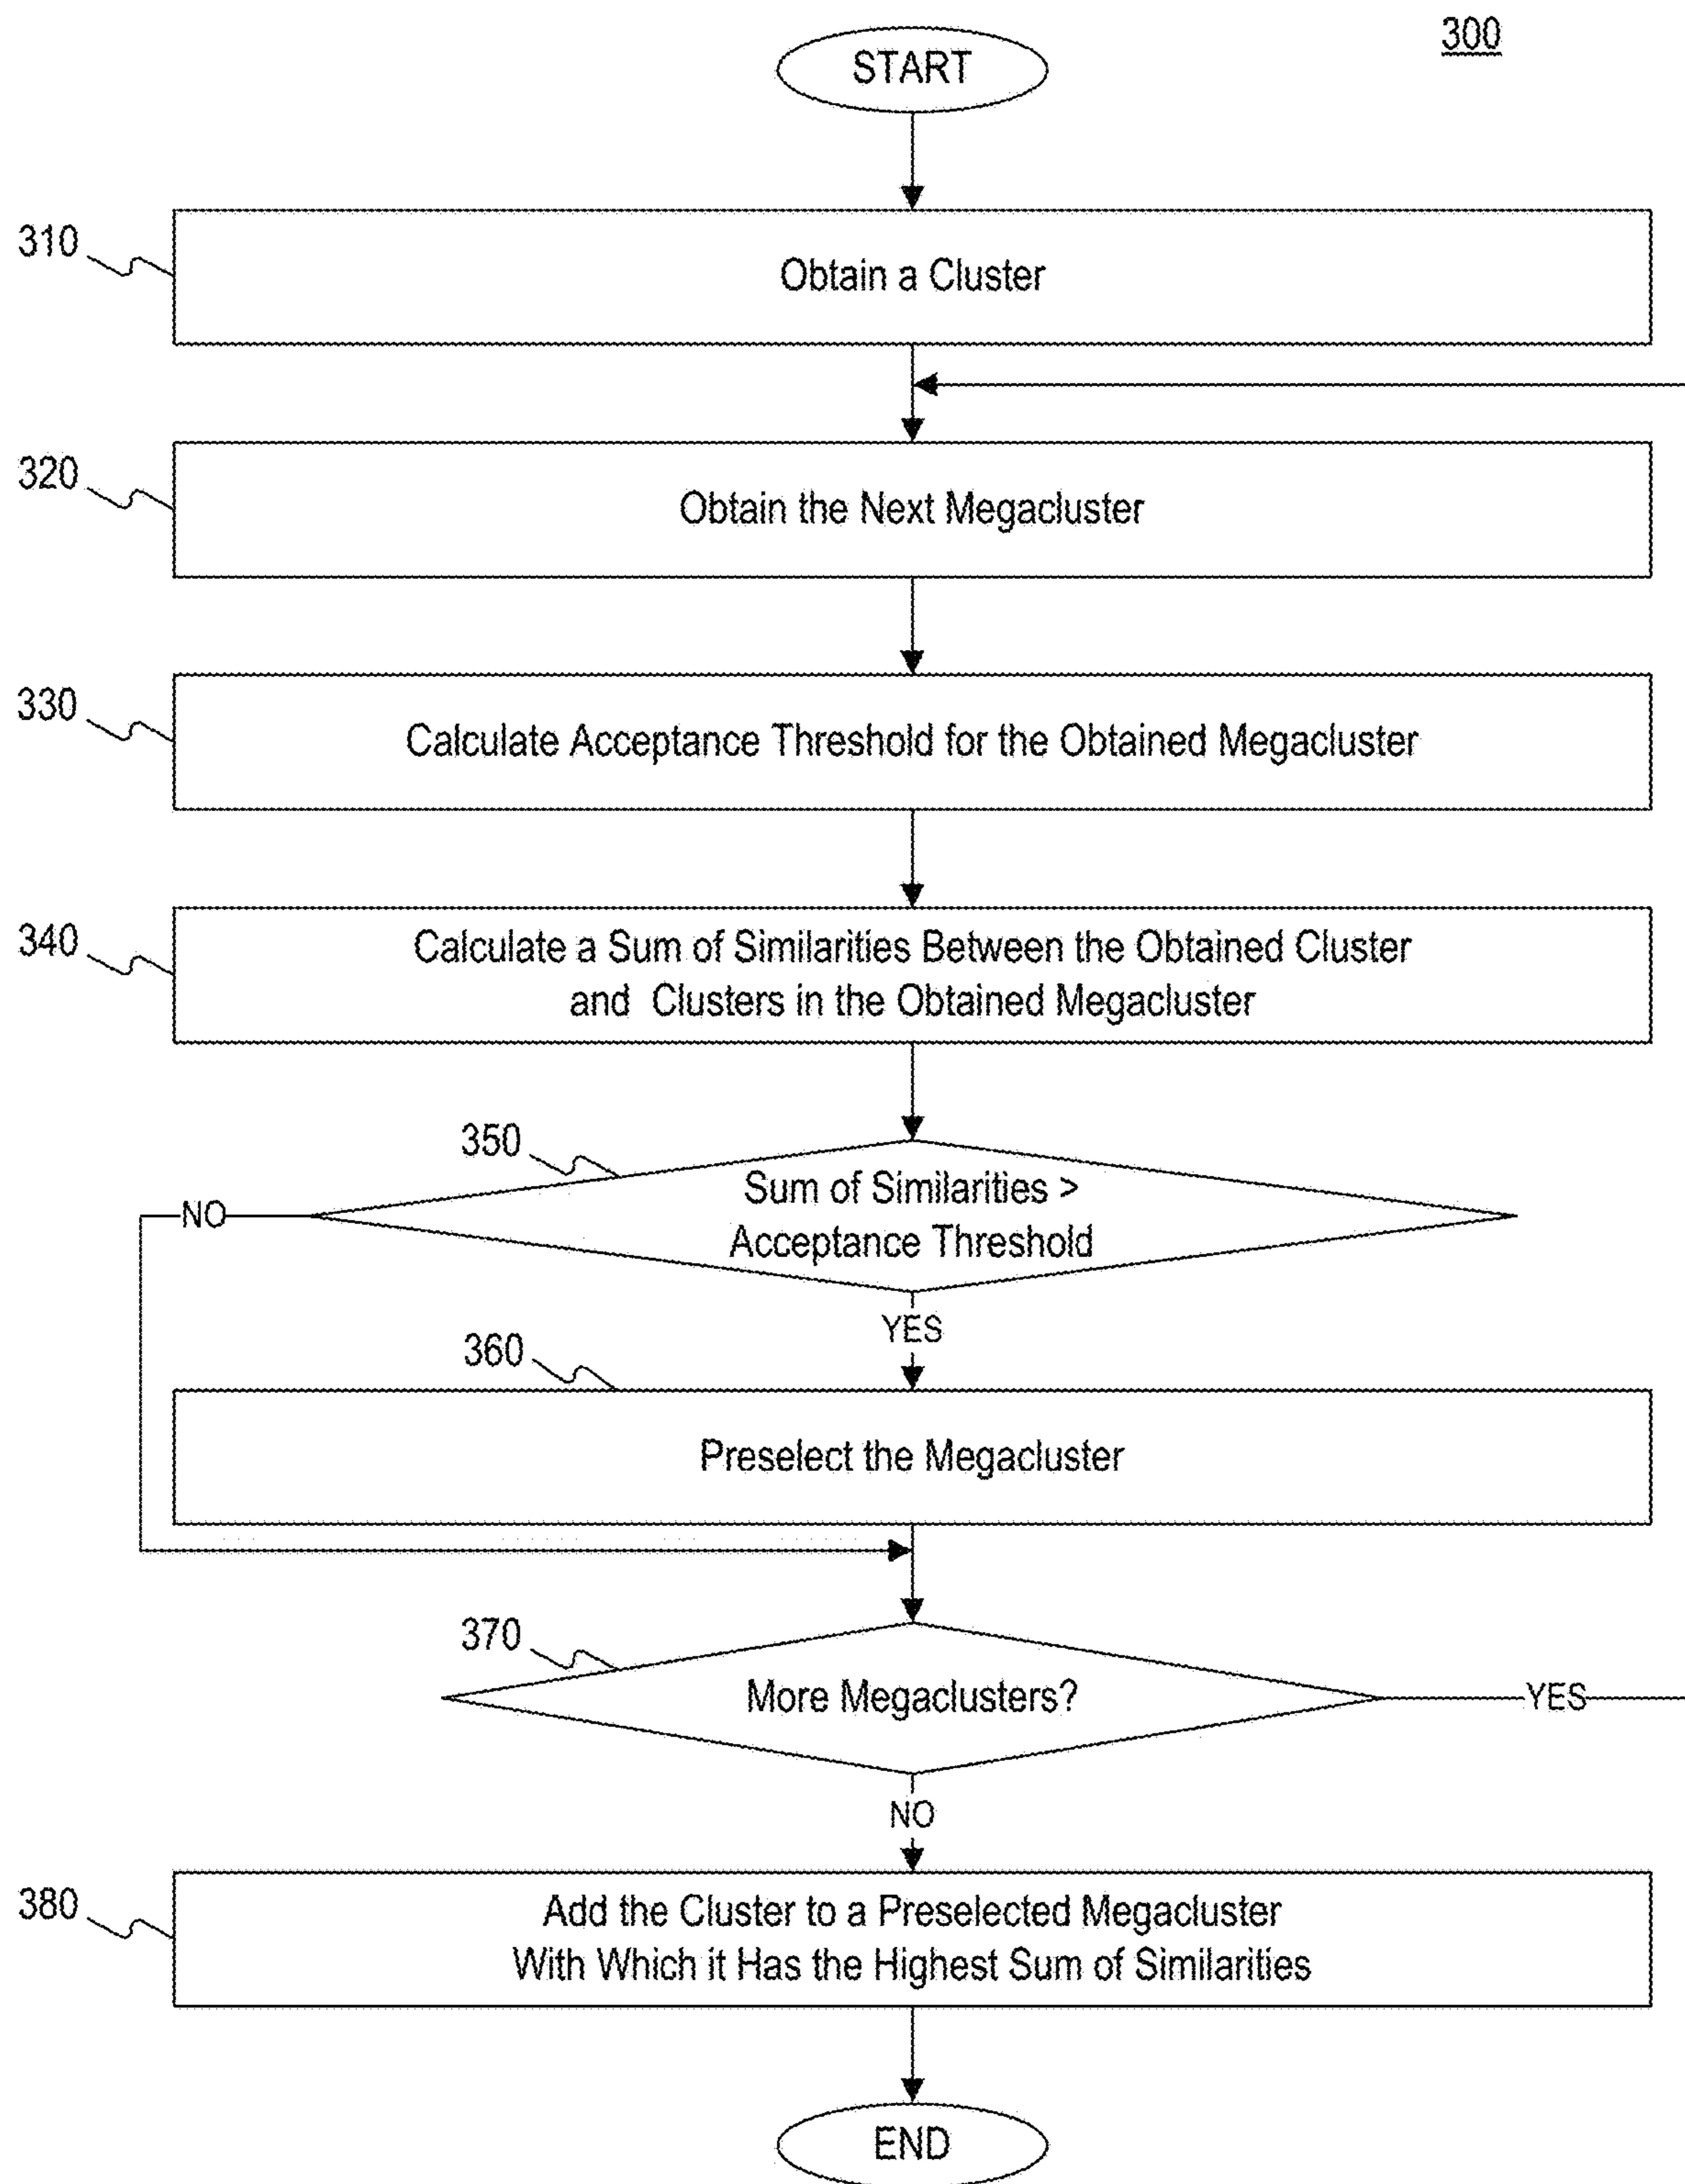 300
START
310
Obtain a Cluster
320
Obtain the Next Megacluster
330
Calculate Acceptance Threshold for the Obtained Megacluster
340
Calculate a Sum of Similarities Between the Obtained Cluster
and Clusters in the Obtained Megacluster
350
Sum of Similarities >
Acceptance Threshold
NO
YES
360
Preselect the Megacluster
370
More Megaclusters?
YES
NO
380
Add the Cluster to a Preselected Megacluster
With Which it Has the Highest Sum of Similarities
END